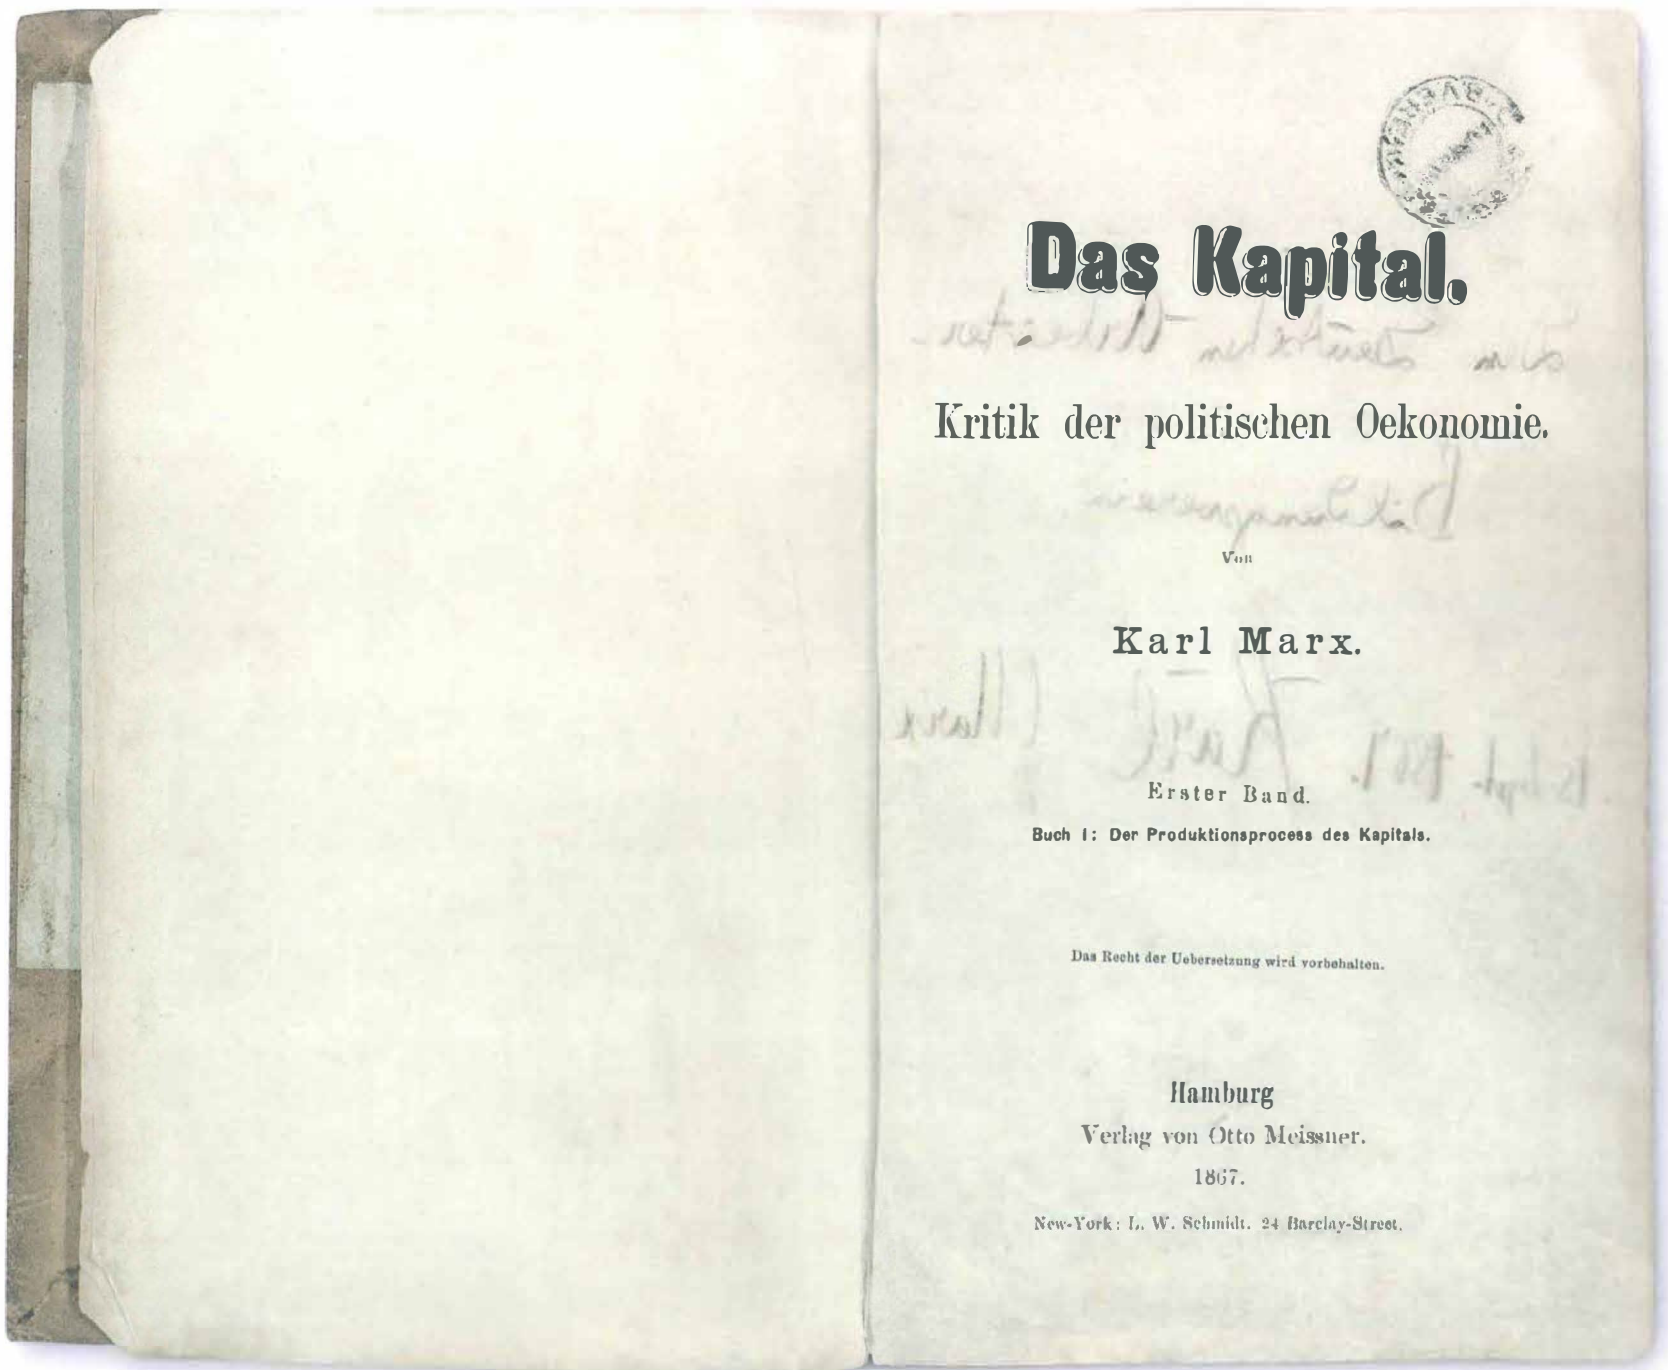 Das Kapital.
Kritik der politischen Oekonomie.
Von
Karl Marx.
Erster Band.
Buch I: Der Produktionsprocess des Kapitals.
Das Recht der Uebersetzung wird vorbehalten.
Hamburg
Verlag von Otto Meissner.
1867.
New-York: L. W. Schmidt. 24 Barclay-Street.